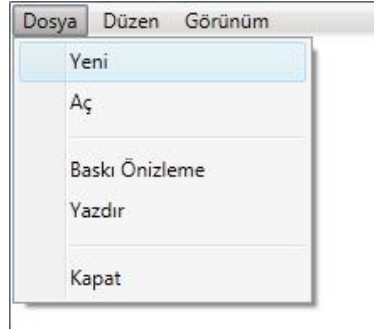 Dosya Düzen Görünüm
Yeni
Aç
Baskı Önizleme
Yazdır
Kapat